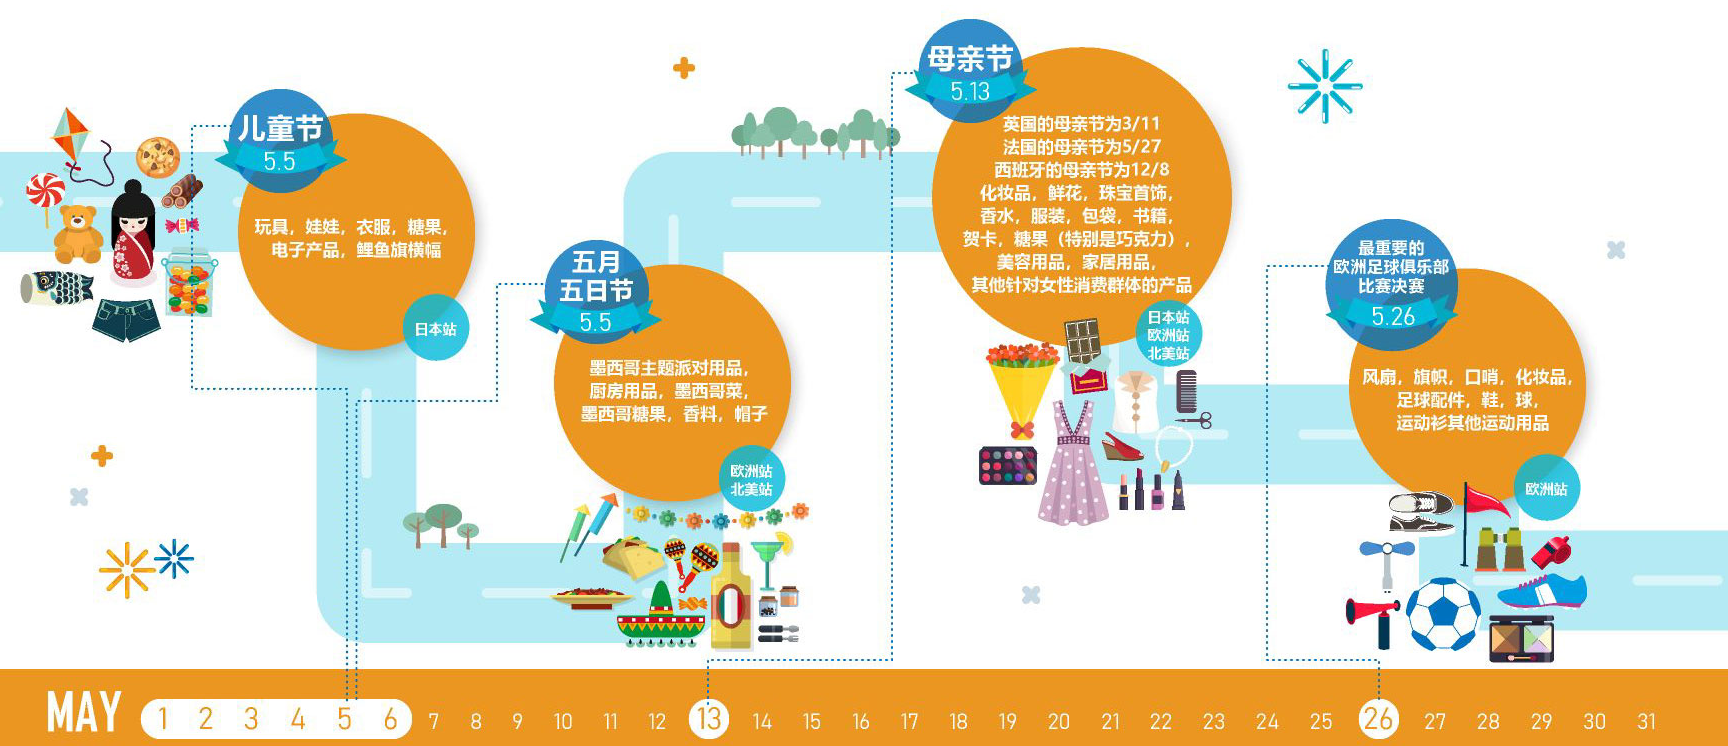 儿童节
5.5
玩具，娃娃，衣服，糖果，
电子产品，鲤鱼旗横幅
日本站
五月
五日节
5.5
墨西哥主题派对用品，
厨房用品，墨西哥菜，
墨西哥糖果，香料，帽子
欧洲站
北美站
母亲节
5.13
英国的母亲节为3/11
法国的母亲节为5/27
西班牙的母亲节为12/8
化妆品，鲜花，珠宝首饰，
香水，服装，包袋，书籍，
贺卡，糖果（特别是巧克力），
美容用品，家居用品，
其他针对女性消费群体的产品
日本站
欧洲站
北美站
最重要的
欧洲足球俱乐部
比赛决赛
5.26
风扇，旗帜，口哨，化妆品，
足球配件，鞋，球，
运动衫其他运动用品
欧洲站
MAY 1 2 3 4 5 6 7 8 9 10 11 12 13 14 15 16 17 18 19 20 21 22 23 24 25 26 27 28 29 30 31